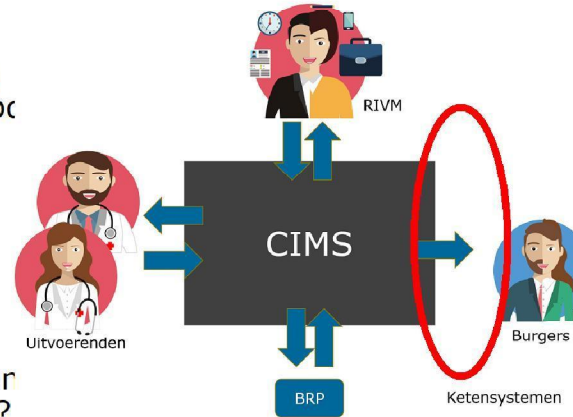 RIVM
CIMS
Uitvoerenden
Burgers
BRP
Ketensystemen
?